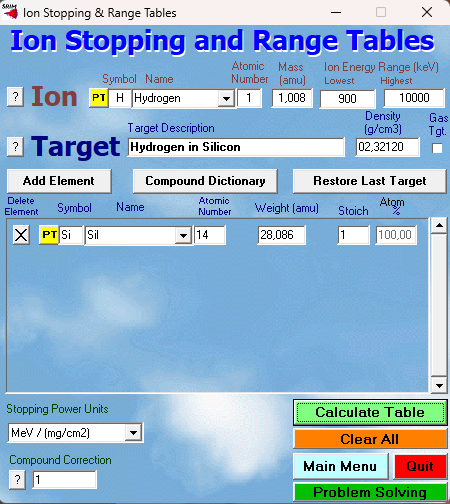 SRIM Ion Stopping & Range Tables
Ion Stopping and Range Tables
Symbol Name Atomic Number Mass (amu) Ion Energy Range (keV) Lowest Highest
? Ion PT H Hydrogen 1 1,008 900 10000
Target Description Density (g/cm3) Gas Tgt.
? Target Hydrogen in Silicon 02,32120
Add Element Compound Dictionary Restore Last Target
Delete Element Symbol Name Atomic Number Weight (amu) Stoich Atom %
X PT Si Sil 14 28,086 1 100,00
Stopping Power Units
MeV / (mg/cm2)
Compound Correction
? 1
Calculate Table
Clear All
Main Menu Quit
Problem Solving